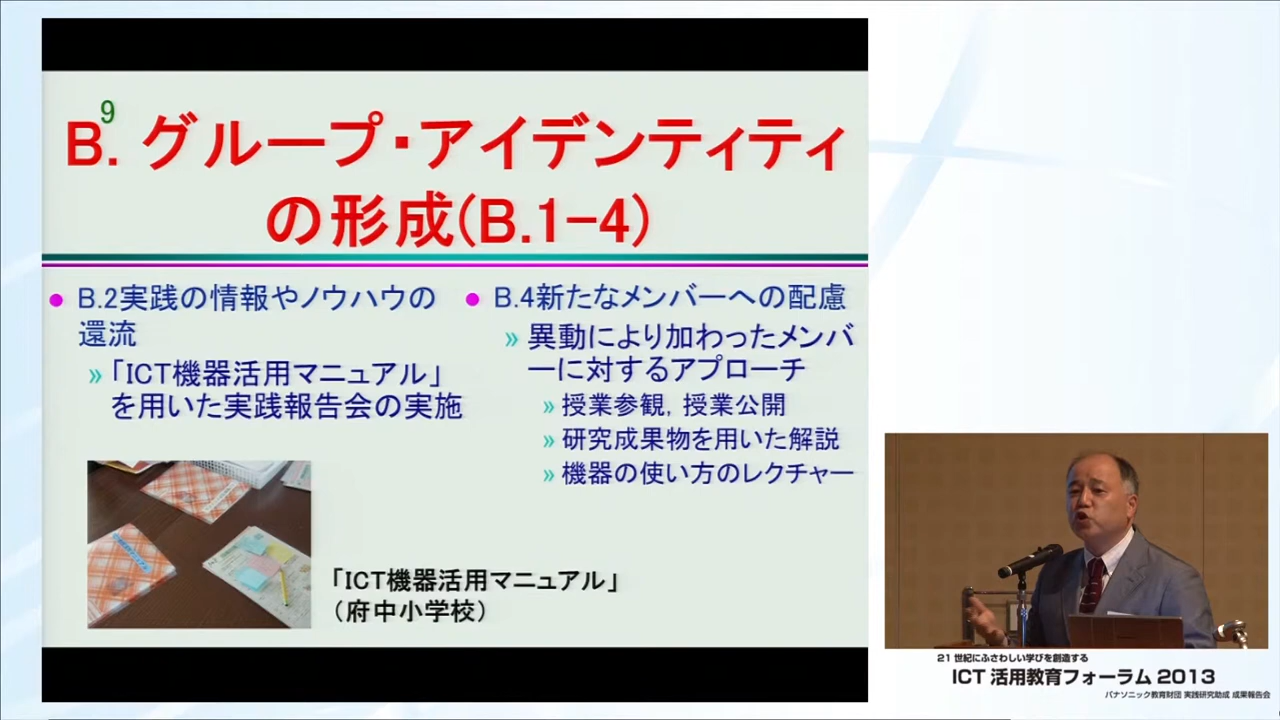 9
B. グループ・アイデンティティ
の形成(B.1-4)
B.2実践の情報やノウハウの
還流
» 「ICT機器活用マニュアル」
を用いた実践報告会の実施
「ICT機器活用マニュアル」
(府中小学校)
B.4新たなメンバーへの配慮
» 異動により加わったメンバ
ーに対するアプローチ
» 授業参観，授業公開
» 研究成果物を用いた解説
» 機器の使い方のレクチャー
21 世紀にふさわしい学びを創造する
ICT 活用教育フォーラム 2013
パナソニック教育財団 実践研究助成 成果報告会